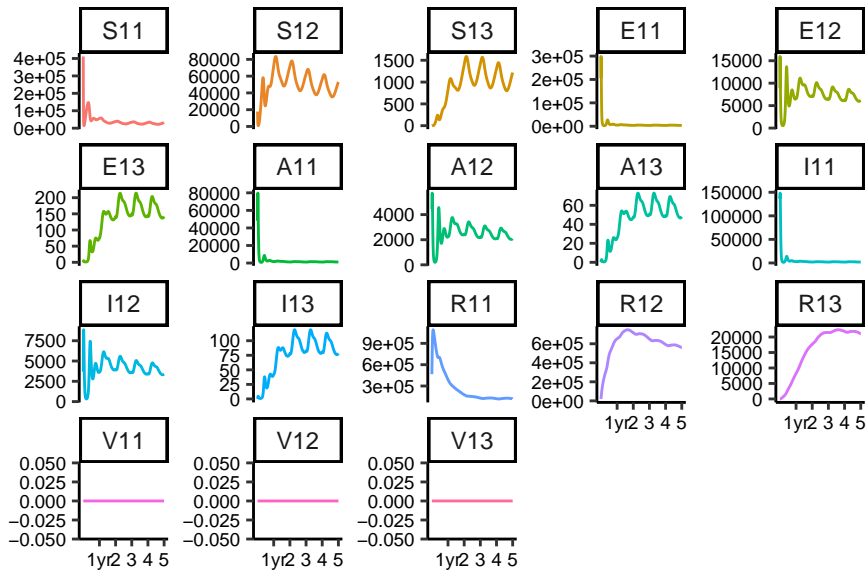 S11 S12 S13 E11 E12
4e+05 80000 1500 3e+05 15000
3e+05 60000 1000 2e+05 10000
2e+05 40000 500 1e+05 5000
1e+05 20000 0 0e+00 0
0e+00 0
E13 A11 A12 A13 I11
200 80000 4000 60 150000
150 60000 2000 40 100000
100 40000 0 20 50000
50 20000 0 0
0 0
I12 I13 R11 R12 R13
7500 100 9e+05 6e+05 20000
5000 75 6e+05 4e+05 15000
2500 50 3e+05 2e+05 10000
0 25 0e+00 5000
0 0
1yr2 3 4 5 1yr2 3 4 5
V11 V12 V13
0.050 0.050 0.050
0.025 0.025 0.025
0.000 0.000 0.000
−0.025 −0.025 −0.025
−0.050 −0.050 −0.050
1yr2 3 4 5 1yr2 3 4 5 1yr2 3 4 5